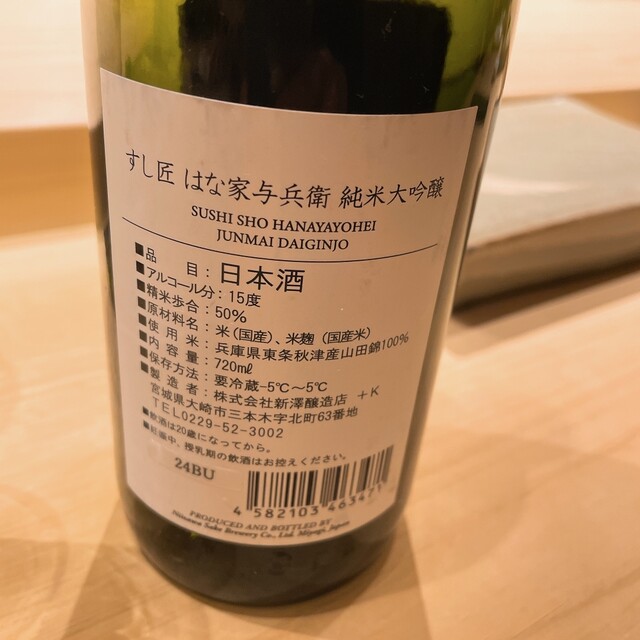 すし匠 はな家与兵衛 純米大吟醸
SUSHI SHO HANAYAYOHEI
JUNMAI DAIGINJO
■品 目：日本酒
■アルコール分：15度
■精米歩合：50%
■原材料名：米（国産）、米麹（国産米）
■使用米：兵庫県東条秋津産山田錦100%
■内容量：720mℓ
■保存方法：要冷蔵-5℃〜5℃
■製造者：株式会社新澤醸造店 +K
宮城県大崎市三本木字北町63番地
TEL0229-52-3002
■飲酒は20歳になってから。
■妊娠中、授乳期の飲酒はお控えください。
24BU
4 582103 463471
PRODUCED AND BOTTLED BY
Niizawa Sake Brewery Co., Ltd. Miyagi, Japan